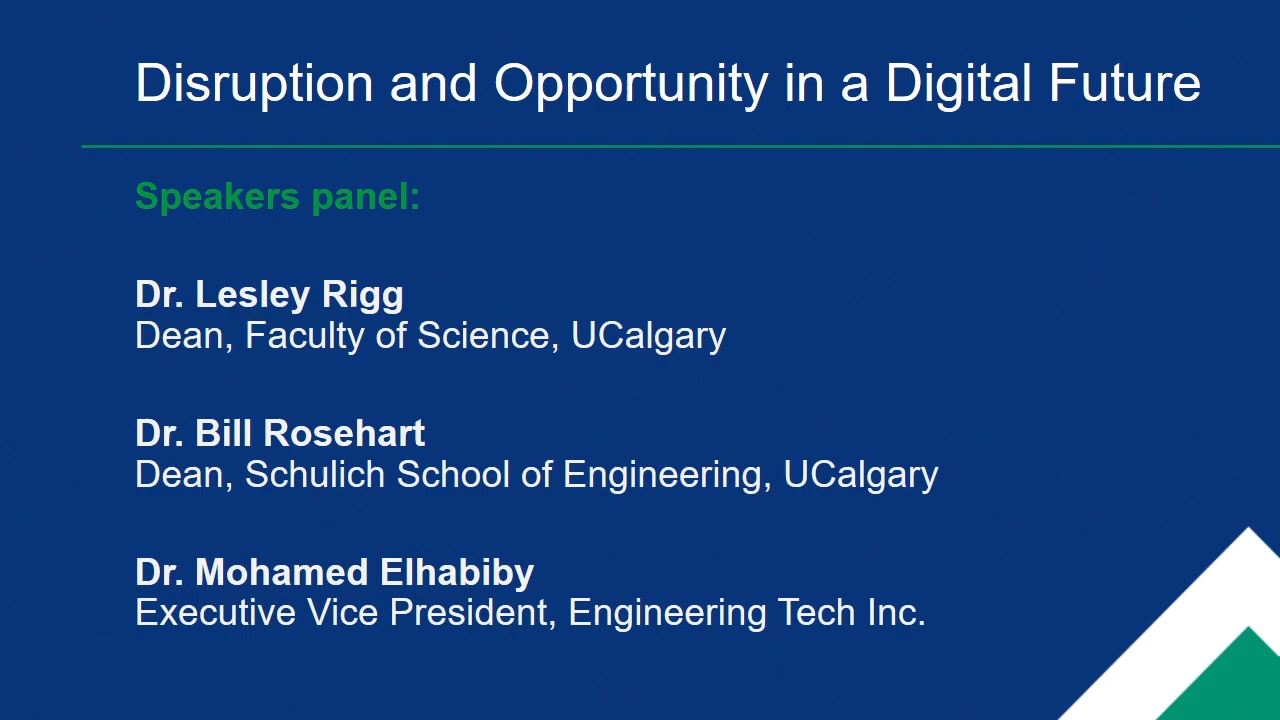 Disruption and Opportunity in a Digital Future
Speakers panel:
Dr. Lesley Rigg
Dean, Faculty of Science, UCalgary
Dr. Bill Rosehart
Dean, Schulich School of Engineering, UCalgary
Dr. Mohamed Elhabiby
Executive Vice President, Engineering Tech Inc.